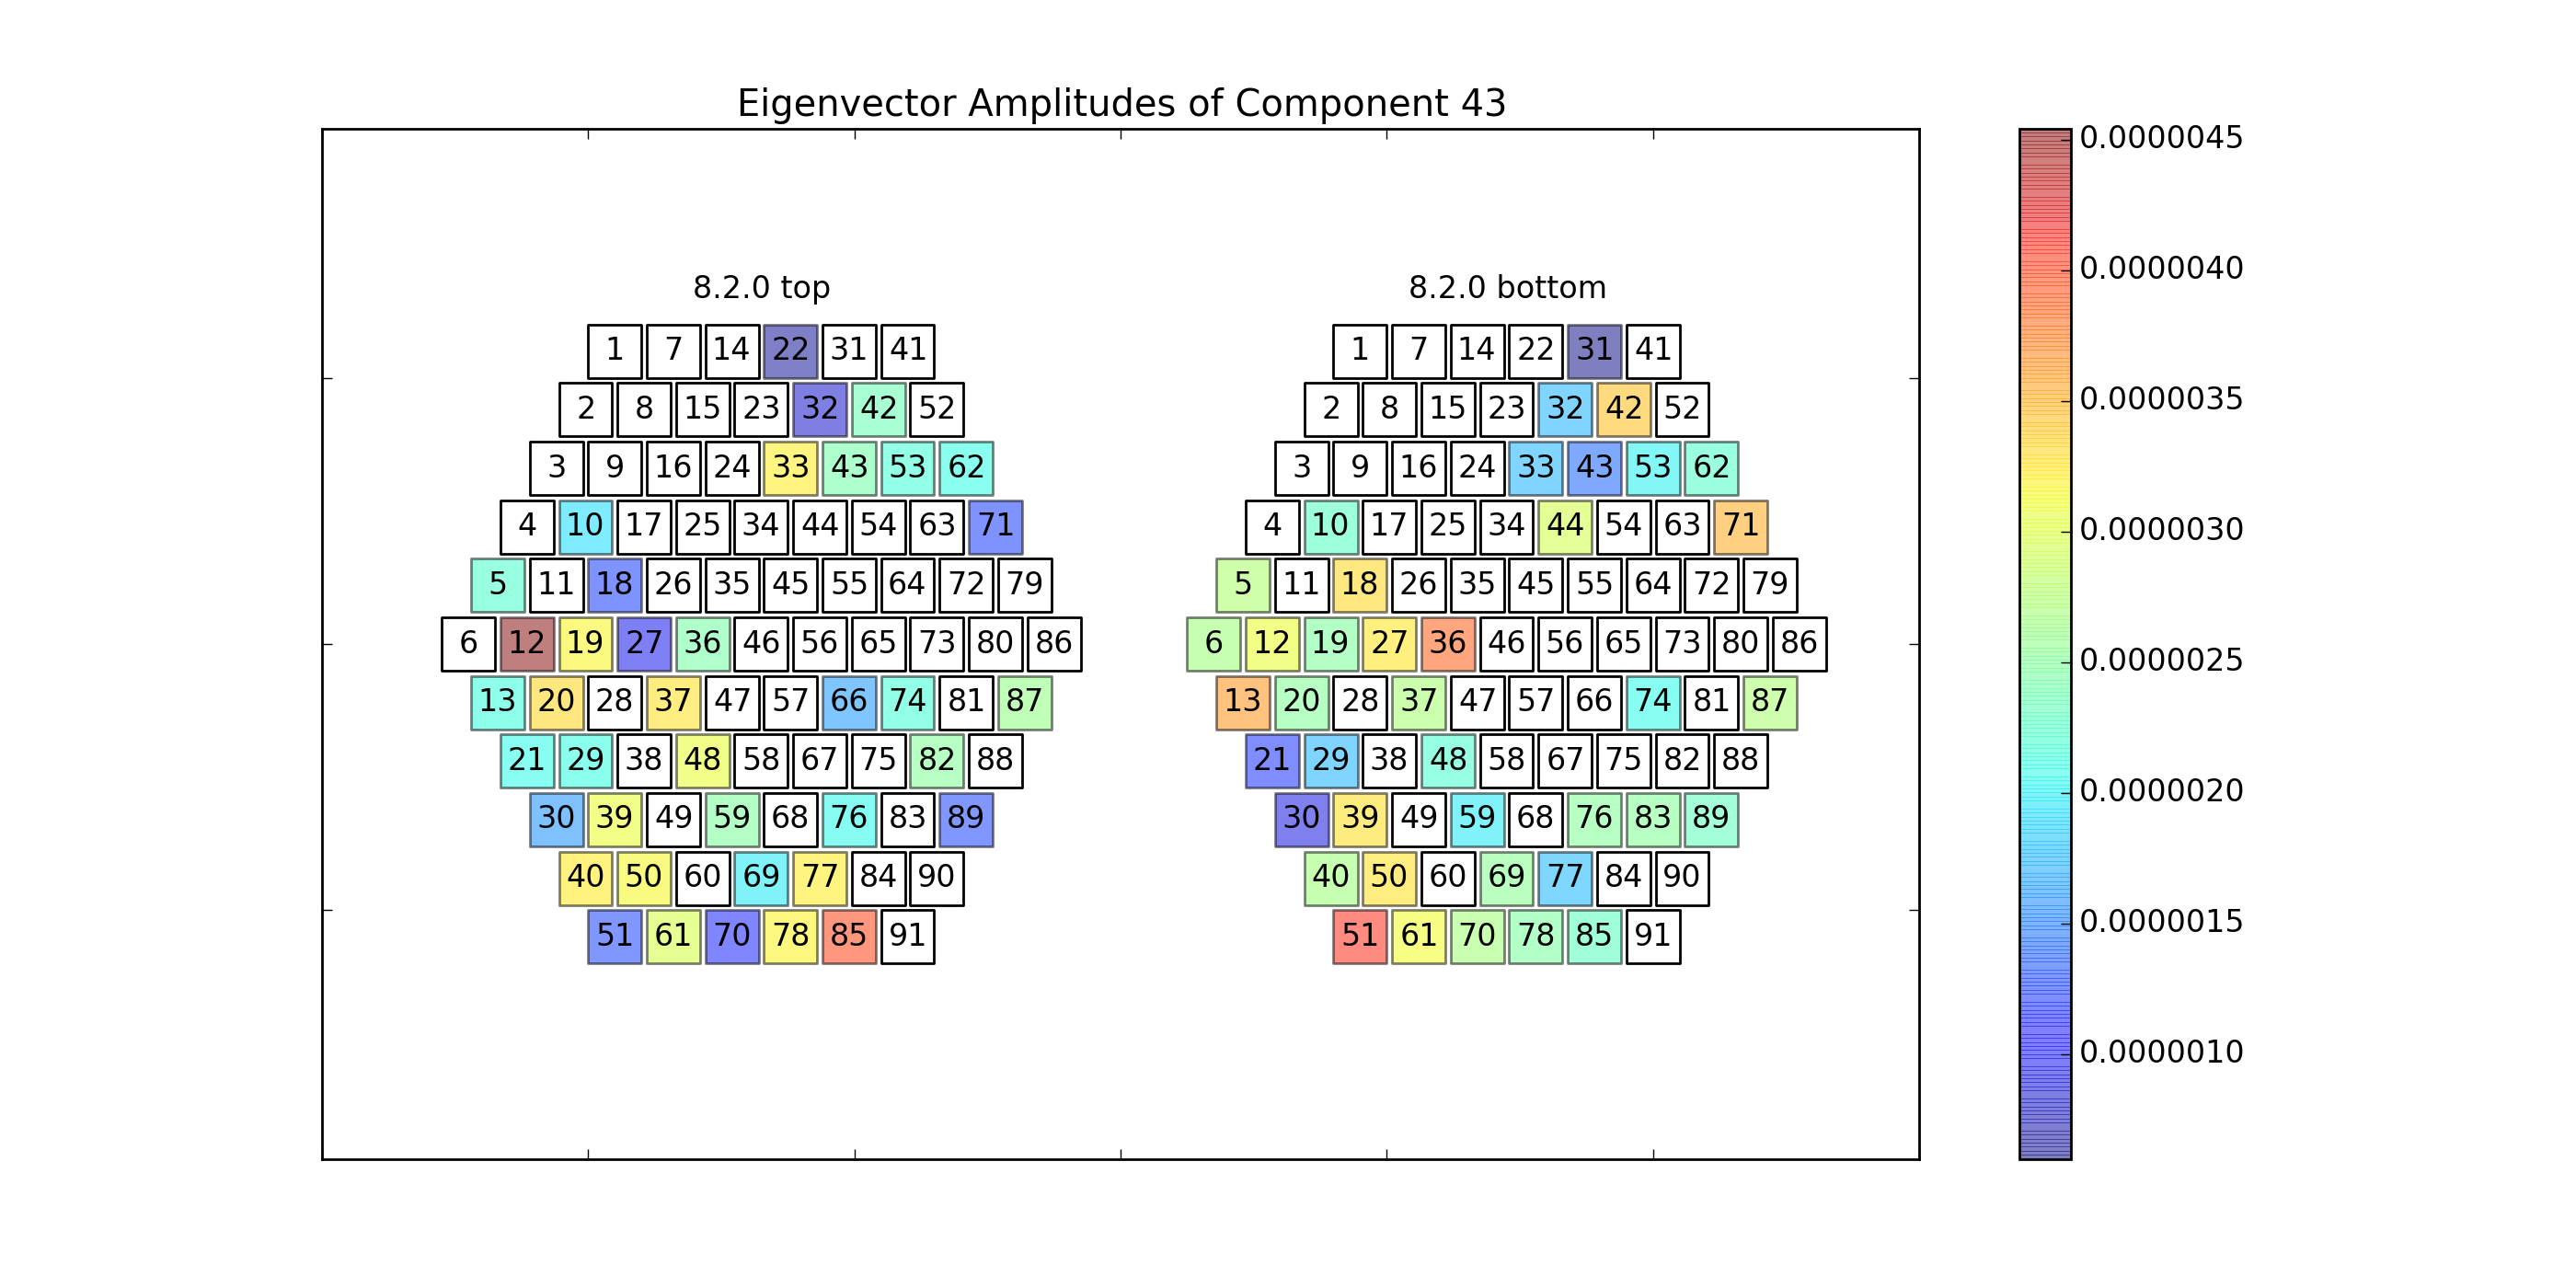 Eigenvector Amplitudes of Component 43
8.2.0 top
1 7 14 22 31 41
2 8 15 23 32 42 52
3 9 16 24 33 43 53 62
4 10 17 25 34 44 54 63 71
5 11 18 26 35 45 55 64 72 79
6 12 19 27 36 46 56 65 73 80 86
13 20 28 37 47 57 66 74 81 87
21 29 38 48 58 67 75 82 88
30 39 49 59 68 76 83 89
40 50 60 69 77 84 90
51 61 70 78 85 91
8.2.0 bottom
1 7 14 22 31 41
2 8 15 23 32 42 52
3 9 16 24 33 43 53 62
4 10 17 25 34 44 54 63 71
5 11 18 26 35 45 55 64 72 79
6 12 19 27 36 46 56 65 73 80 86
13 20 28 37 47 57 66 74 81 87
21 29 38 48 58 67 75 82 88
30 39 49 59 68 76 83 89
40 50 60 69 77 84 90
51 61 70 78 85 91
0.0000045
0.0000040
0.0000035
0.0000030
0.0000025
0.0000020
0.0000015
0.0000010